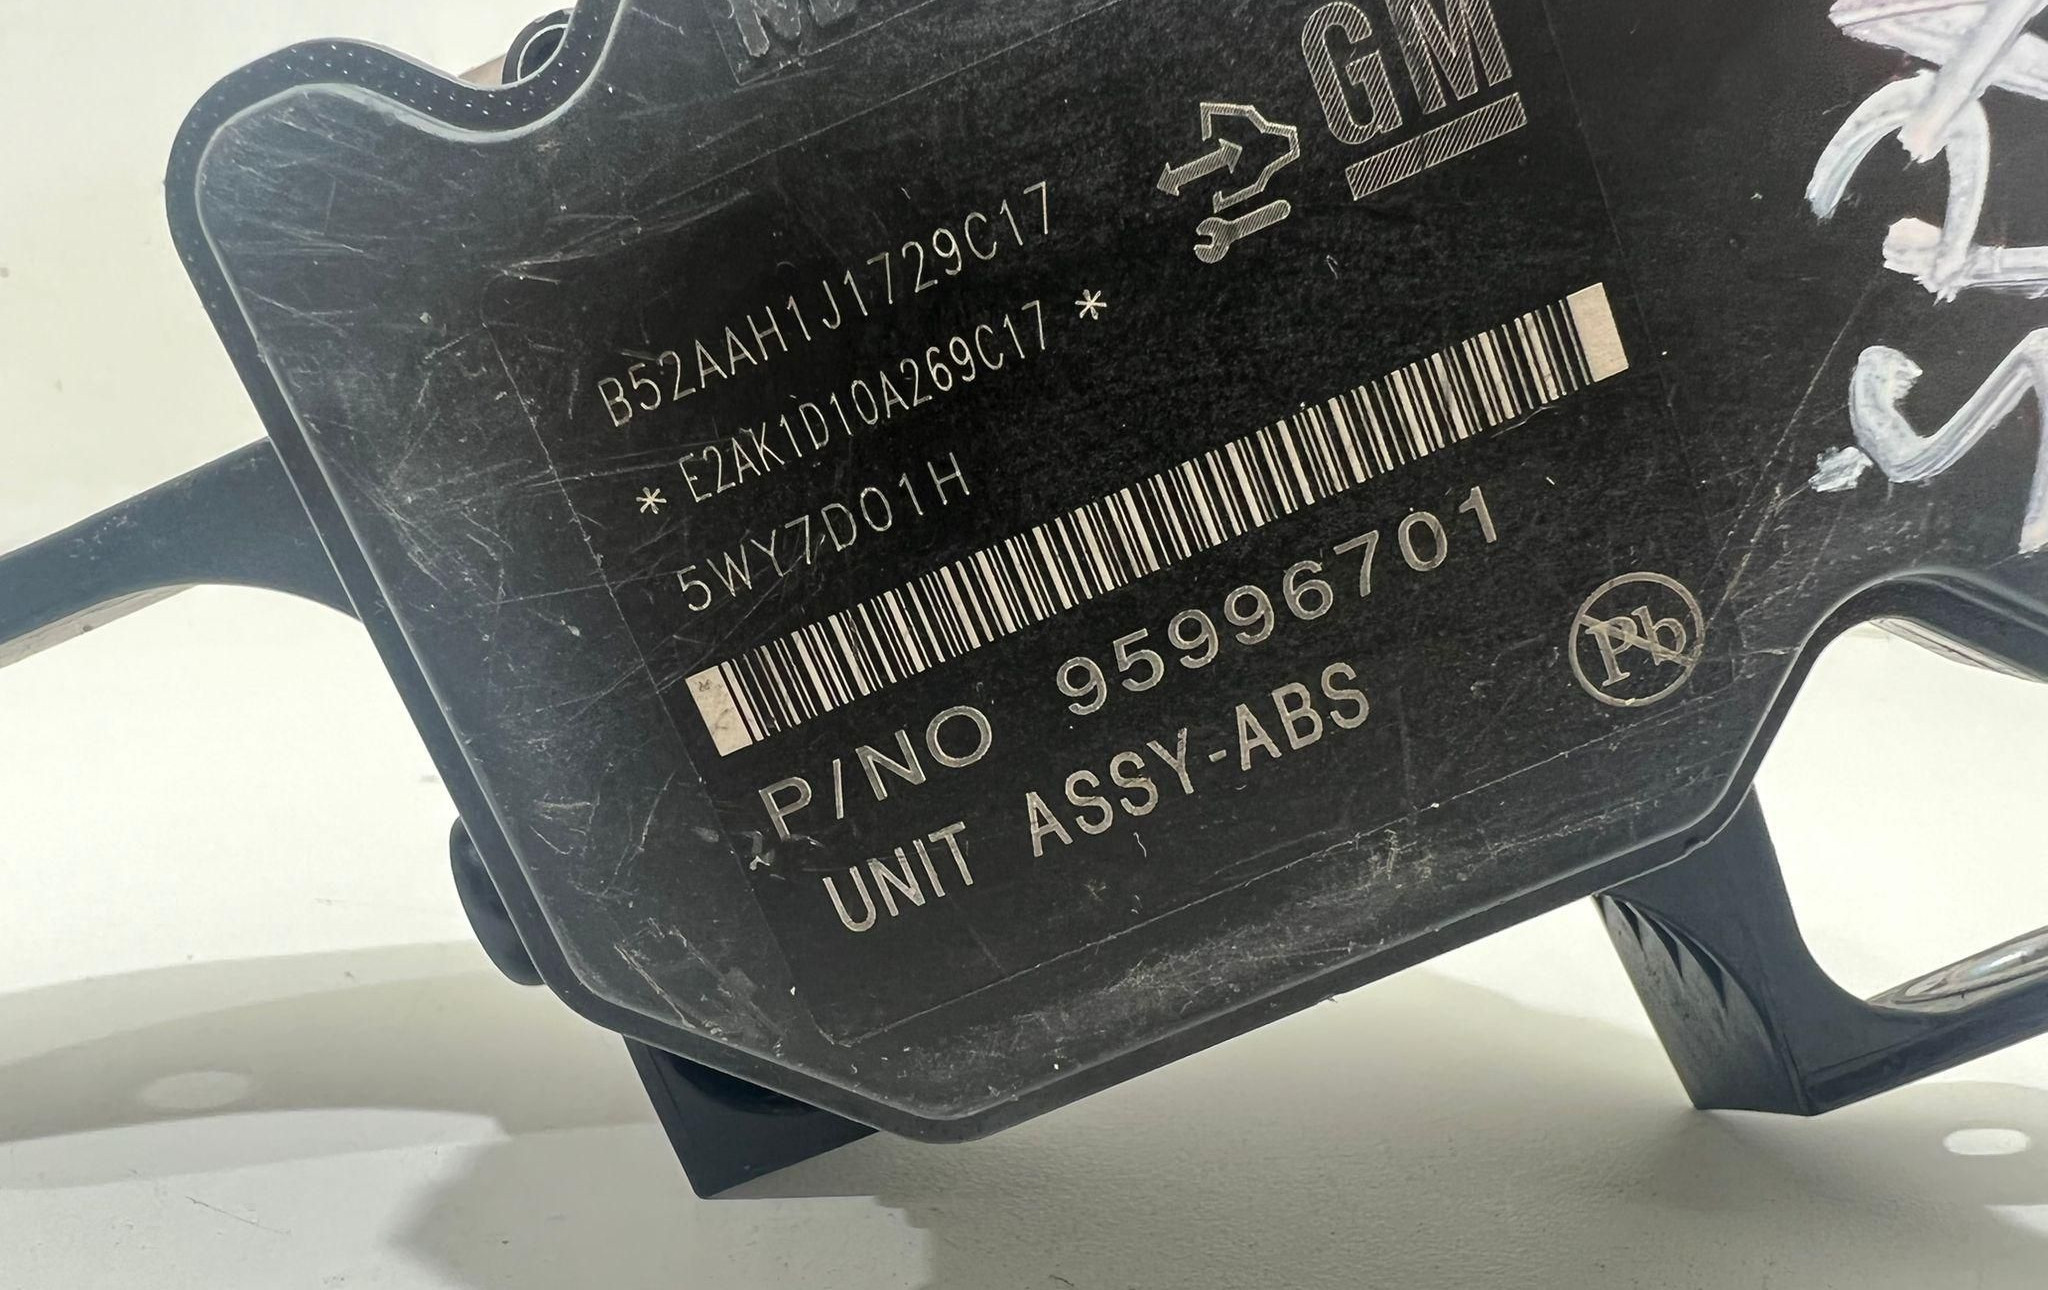 GM
B52AAH1J1729C17
* E2AK1D10A269C17 *
5WY7D01H
P/NO 95996701
UNIT ASSY-ABS
Pb